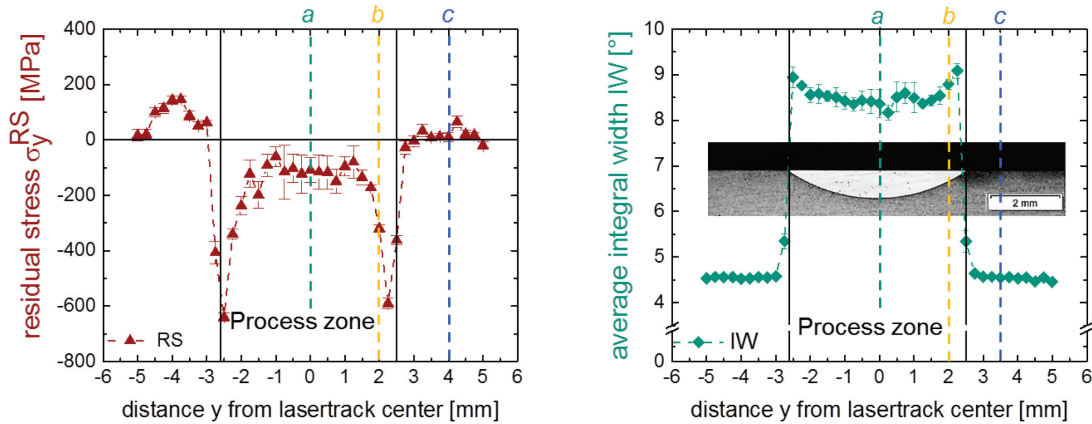 a b c
residual stress σyRS [MPa]
400
200
0
-200
-400
-600
-800
Process zone
RS
-6 -5 -4 -3 -2 -1 0 1 2 3 4 5 6
distance y from lasertrack center [mm]
a b c
average integral width IW [°]
10
9
8
7
6
5
4
0
2 mm
Process zone
IW
-6 -5 -4 -3 -2 -1 0 1 2 3 4 5 6
distance y from lasertrack center [mm]